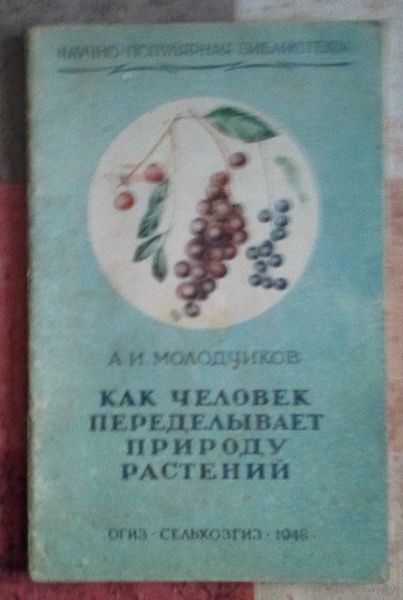 НАУЧНО-ПОПУЛЯРНАЯ БИБЛИОТЕКА
А. И. МОЛОДЧИКОВ
КАК ЧЕЛОВЕК
ПЕРЕДЕЛЫВАЕТ
ПРИРОДУ
РАСТЕНИЙ
ОГИЗ · СЕЛЬХОЗГИЗ · 1948